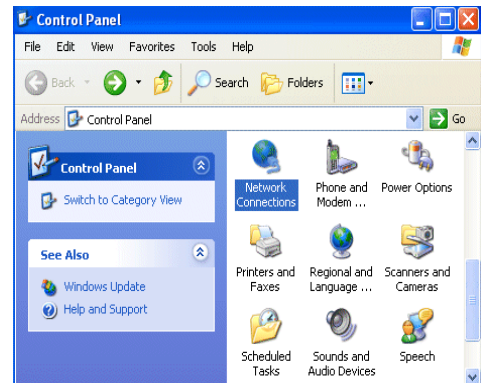 Control Panel
File Edit View Favorites Tools Help
Back Search Folders
Address Control Panel Go
Control Panel
Switch to Category View
See Also
Windows Update
Help and Support
Network
Connections
Phone and
Modem ...
Power Options
Printers and
Faxes
Regional and
Language ...
Scanners and
Cameras
Scheduled
Tasks
Sounds and
Audio Devices
Speech